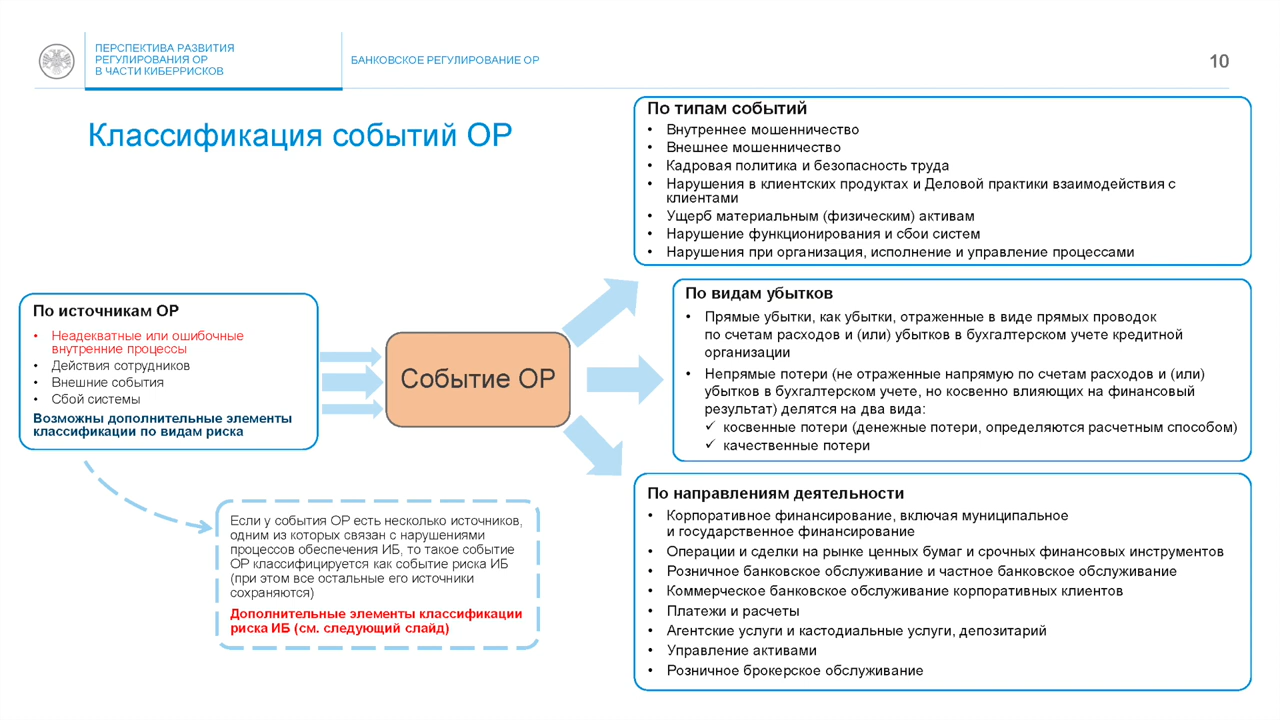 ПЕРСПЕКТИВА РАЗВИТИЯ
РЕГУЛИРОВАНИЯ ОР
В ЧАСТИ КИБЕРРИСКОВ
БАНКОВСКОЕ РЕГУЛИРОВАНИЕ ОР
10
Классификация событий ОР
По источникам ОР
• Неадекватные или ошибочные
внутренние процессы
• Действия сотрудников
• Внешние события
• Сбой системы
Возможны дополнительные элементы
классификации по видам риска
Если у события ОР есть несколько источников,
одним из которых связан с нарушениями
процессов обеспечения ИБ, то такое событие
ОР классифицируется как событие риска ИБ
(при этом все остальные его источники
сохраняются)
Дополнительные элементы классификации
риска ИБ (см. следующий слайд)
Событие ОР
По типам событий
• Внутреннее мошенничество
• Внешнее мошенничество
• Кадровая политика и безопасность труда
• Нарушения в клиентских продуктах и Деловой практики взаимодействия с
клиентами
• Ущерб материальным (физическим) активам
• Нарушение функционирования и сбои систем
• Нарушения при организация, исполнение и управление процессами
По видам убытков
• Прямые убытки, как убытки, отраженные в виде прямых проводок
по счетам расходов и (или) убытков в бухгалтерском учете кредитной
организации
• Непрямые потери (не отраженные напрямую по счетам расходов и (или)
убытков в бухгалтерском учете, но косвенно влияющих на финансовый
результат) делятся на два вида:
✓ косвенные потери (денежные потери, определяются расчетным способом)
✓ качественные потери
По направлениям деятельности
• Корпоративное финансирование, включая муниципальное
и государственное финансирование
• Операции и сделки на рынке ценных бумаг и срочных финансовых инструментов
• Розничное банковское обслуживание и частное банковское обслуживание
• Коммерческое банковское обслуживание корпоративных клиентов
• Платежи и расчеты
• Агентские услуги и кастодиальные услуги, депозитарий
• Управление активами
• Розничное брокерское обслуживание